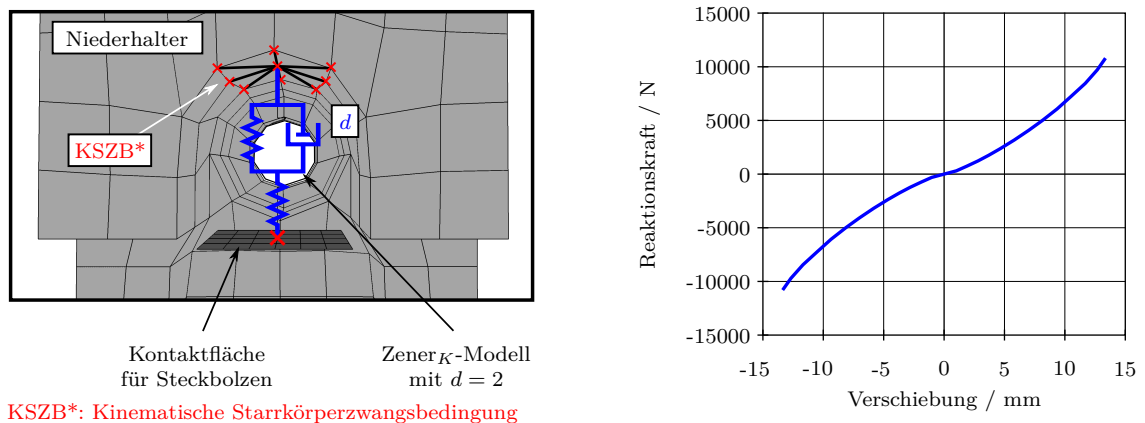 Niederhalter
d
KSZB*
Kontaktfläche
für Steckbolzen
Zener_K-Modell
mit d = 2
KSZB*: Kinematische Starrkörperzwangsbedingung
Reaktionskraft / N
15000
10000
5000
0
-5000
-10000
-15000
-15 -10 -5 0 5 10 15
Verschiebung / mm